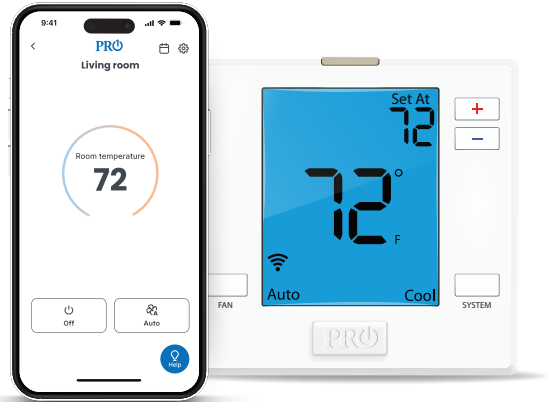 9:41
PRO
Living room
Room temperature
72
Off
Auto
Help
Set At
72
72°
F
Auto
Cool
+
−
FAN
SYSTEM
PRO